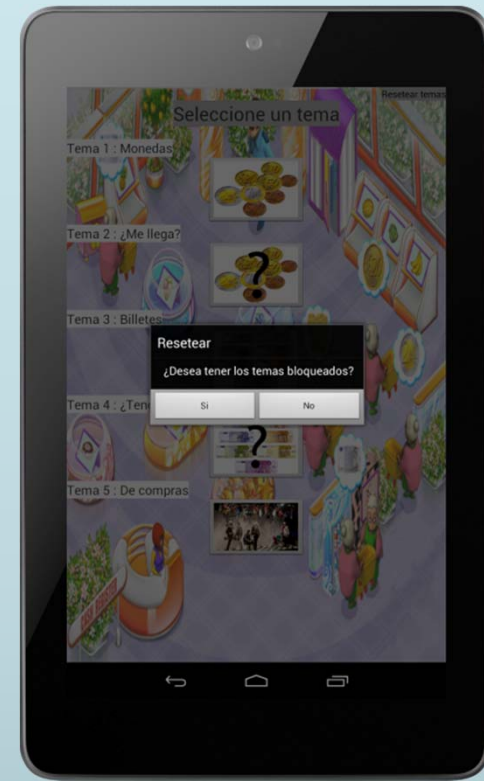 Resetear temas
Seleccione un tema
Tema 1 : Monedas
Tema 2 : ¿Me llega?
?
Tema 3 : Billetes
Resetear
¿Desea tener los temas bloqueados?
Si
No
Tema 4 :
?
Tema 5 : De compras